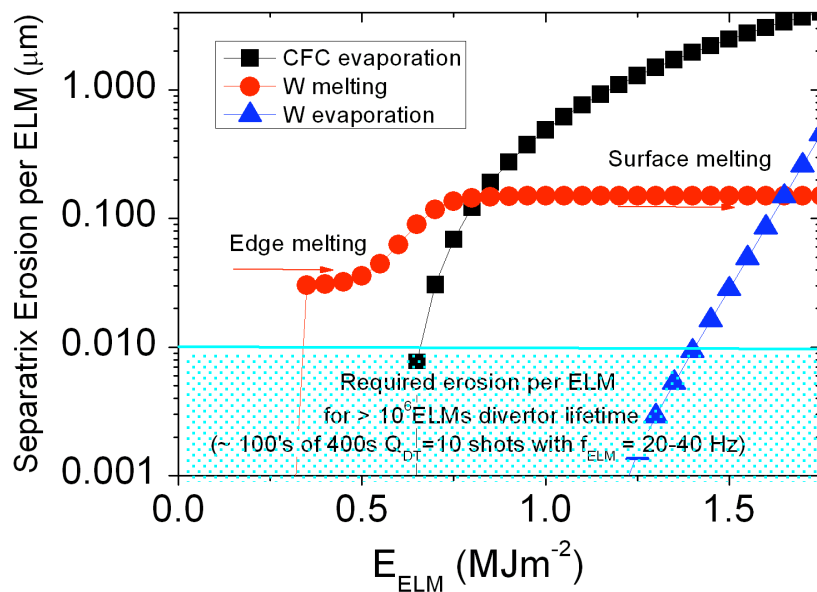 CFC evaporation
W melting
W evaporation
Surface melting
Edge melting
Required erosion per ELM
for > 10⁶ELMs divertor lifetime
(~ 100's of 400s Q_DT=10 shots with f_ELM = 20-40 Hz)
Separatrix Erosion per ELM (μm)
1.000
0.100
0.010
0.001
0.0
0.5
1.0
1.5
E_ELM (MJm⁻²)